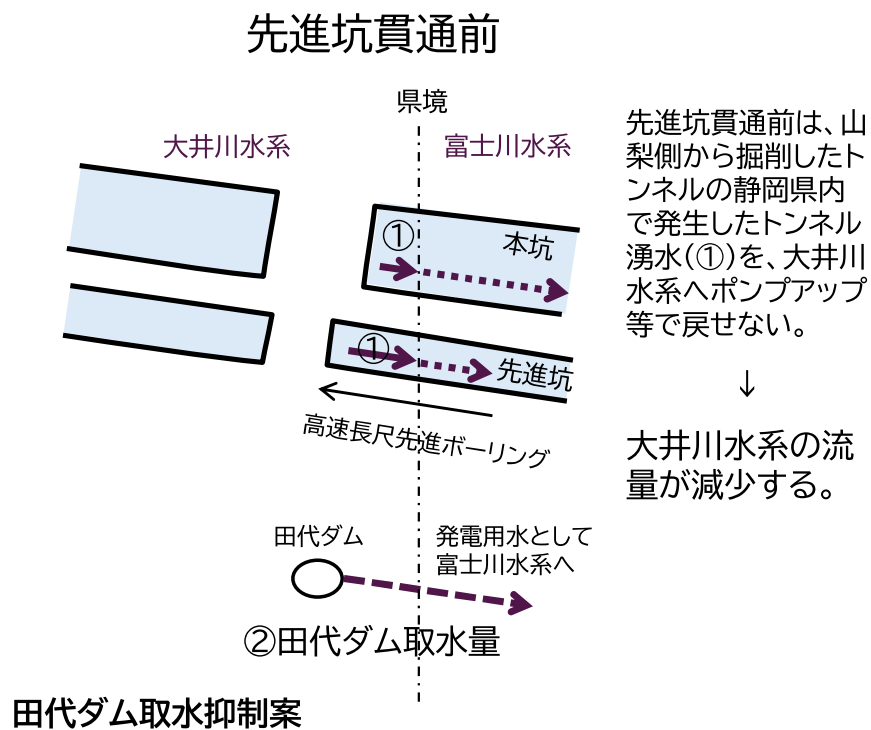 先進坑貫通前
県境
大井川水系
富士川水系
①
本坑
①
先進坑
高速長尺先進ボーリング
先進坑貫通前は、山
梨側から掘削したト
ンネルの静岡県内
で発生したトンネル
湧水(①)を、大井川
水系へポンプアップ
等で戻せない。
↓
大井川水系の流
量が減少する。
田代ダム
発電用水として
富士川水系へ
②田代ダム取水量
田代ダム取水抑制案